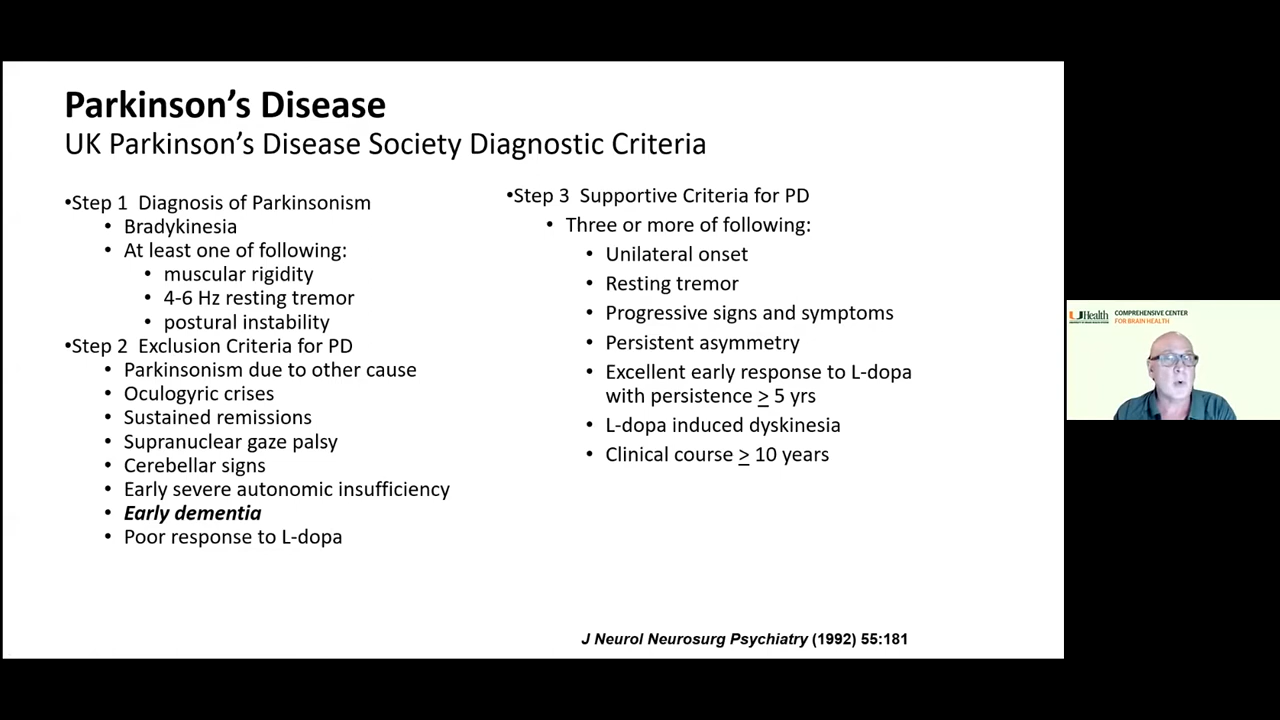 Parkinson's Disease
UK Parkinson's Disease Society Diagnostic Criteria
•Step 1 Diagnosis of Parkinsonism
• Bradykinesia
• At least one of following:
• muscular rigidity
• 4-6 Hz resting tremor
• postural instability
•Step 2 Exclusion Criteria for PD
• Parkinsonism due to other cause
• Oculogyric crises
• Sustained remissions
• Supranuclear gaze palsy
• Cerebellar signs
• Early severe autonomic insufficiency
• Early dementia
• Poor response to L-dopa
•Step 3 Supportive Criteria for PD
• Three or more of following:
• Unilateral onset
• Resting tremor
• Progressive signs and symptoms
• Persistent asymmetry
• Excellent early response to L-dopa
with persistence ≥ 5 yrs
• L-dopa induced dyskinesia
• Clinical course ≥ 10 years
J Neurol Neurosurg Psychiatry (1992) 55:181
UHealth
COMPREHENSIVE CENTER
FOR BRAIN HEALTH